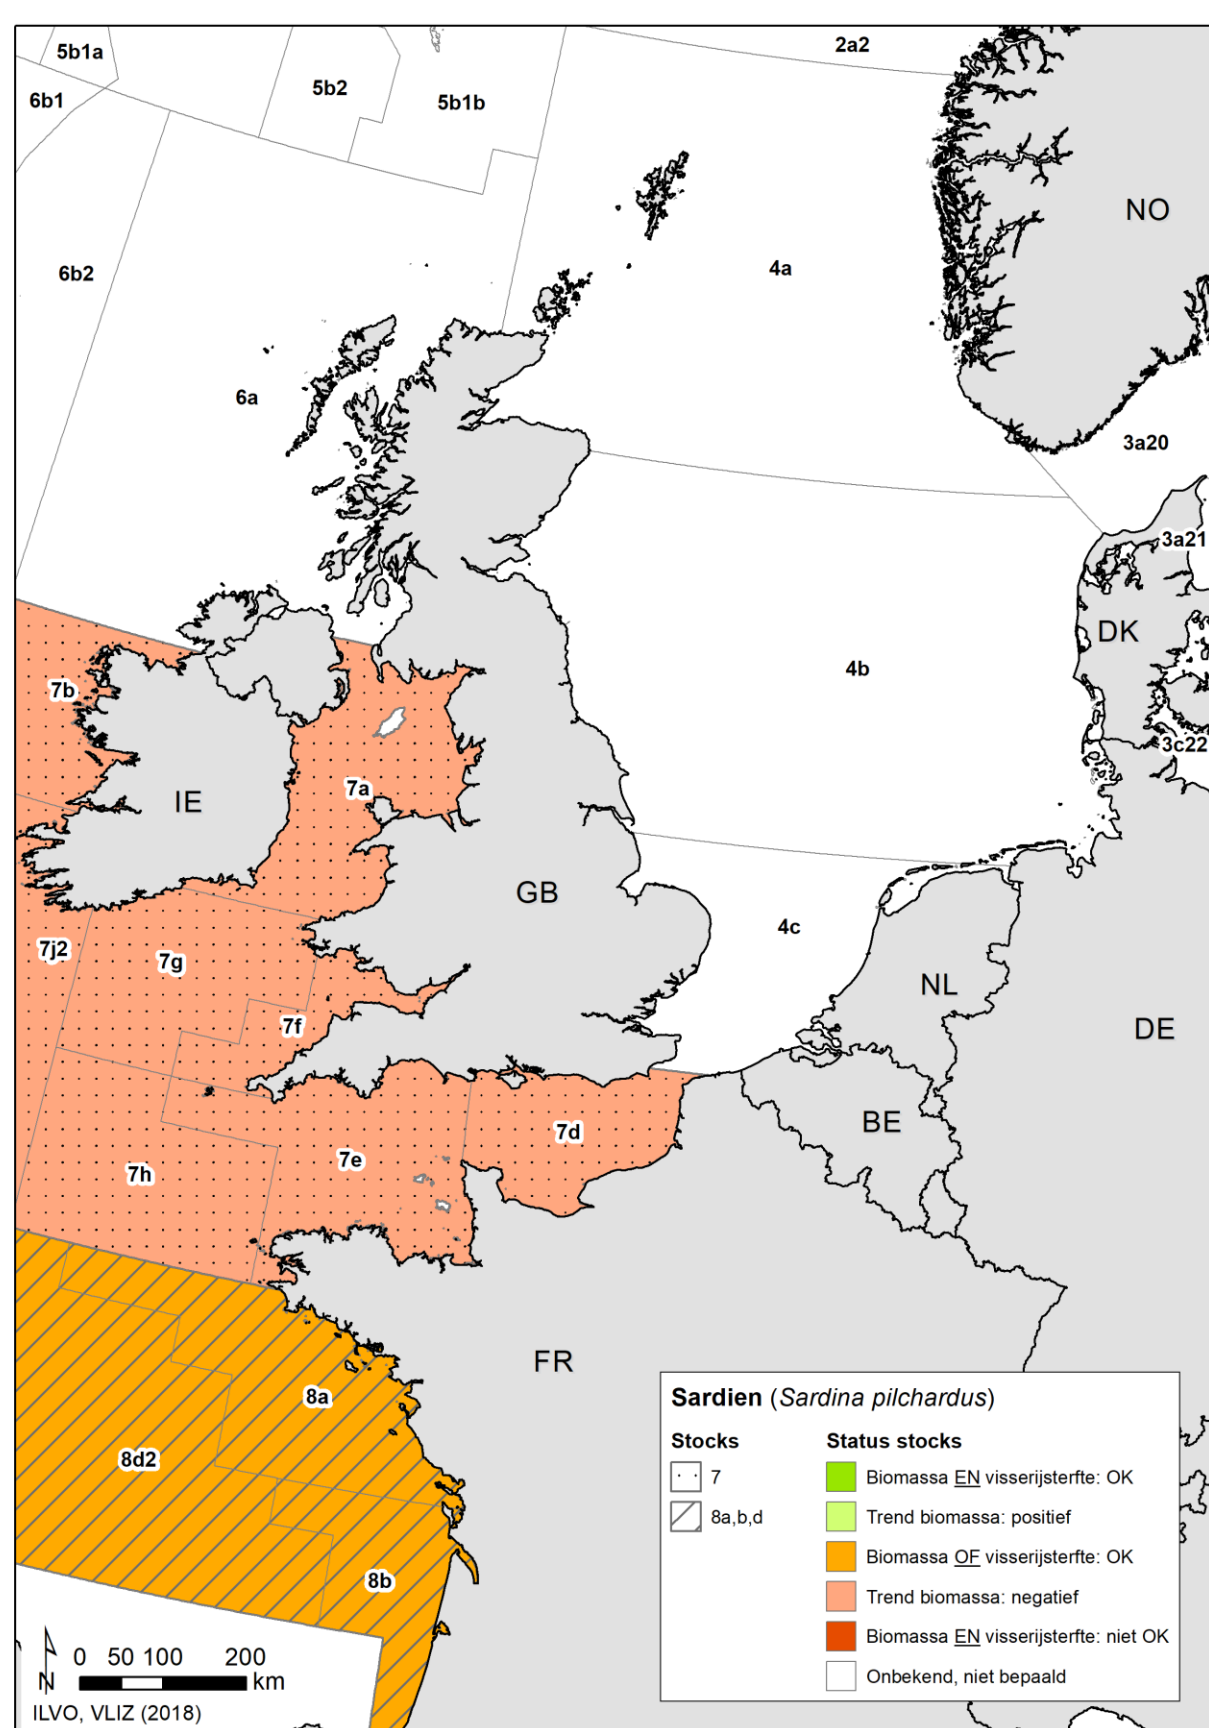 5b1a
2a2
6b1
5b2
5b1b
NO
6b2
4a
6a
3a20
3a21
DK
4b
7b
3c22
7a
IE
GB
4c
7j2
7g
NL
7f
DE
BE
7d
7e
7h
FR
8a
8d2
8b
Sardien (Sardina pilchardus)
Stocks
7
8a,b,d
Status stocks
Biomassa EN visserijsterfte: OK
Trend biomassa: positief
Biomassa OF visserijsterfte: OK
Trend biomassa: negatief
Biomassa EN visserijsterfte: niet OK
Onbekend, niet bepaald
N
0 50 100 200
km
ILVO, VLIZ (2018)